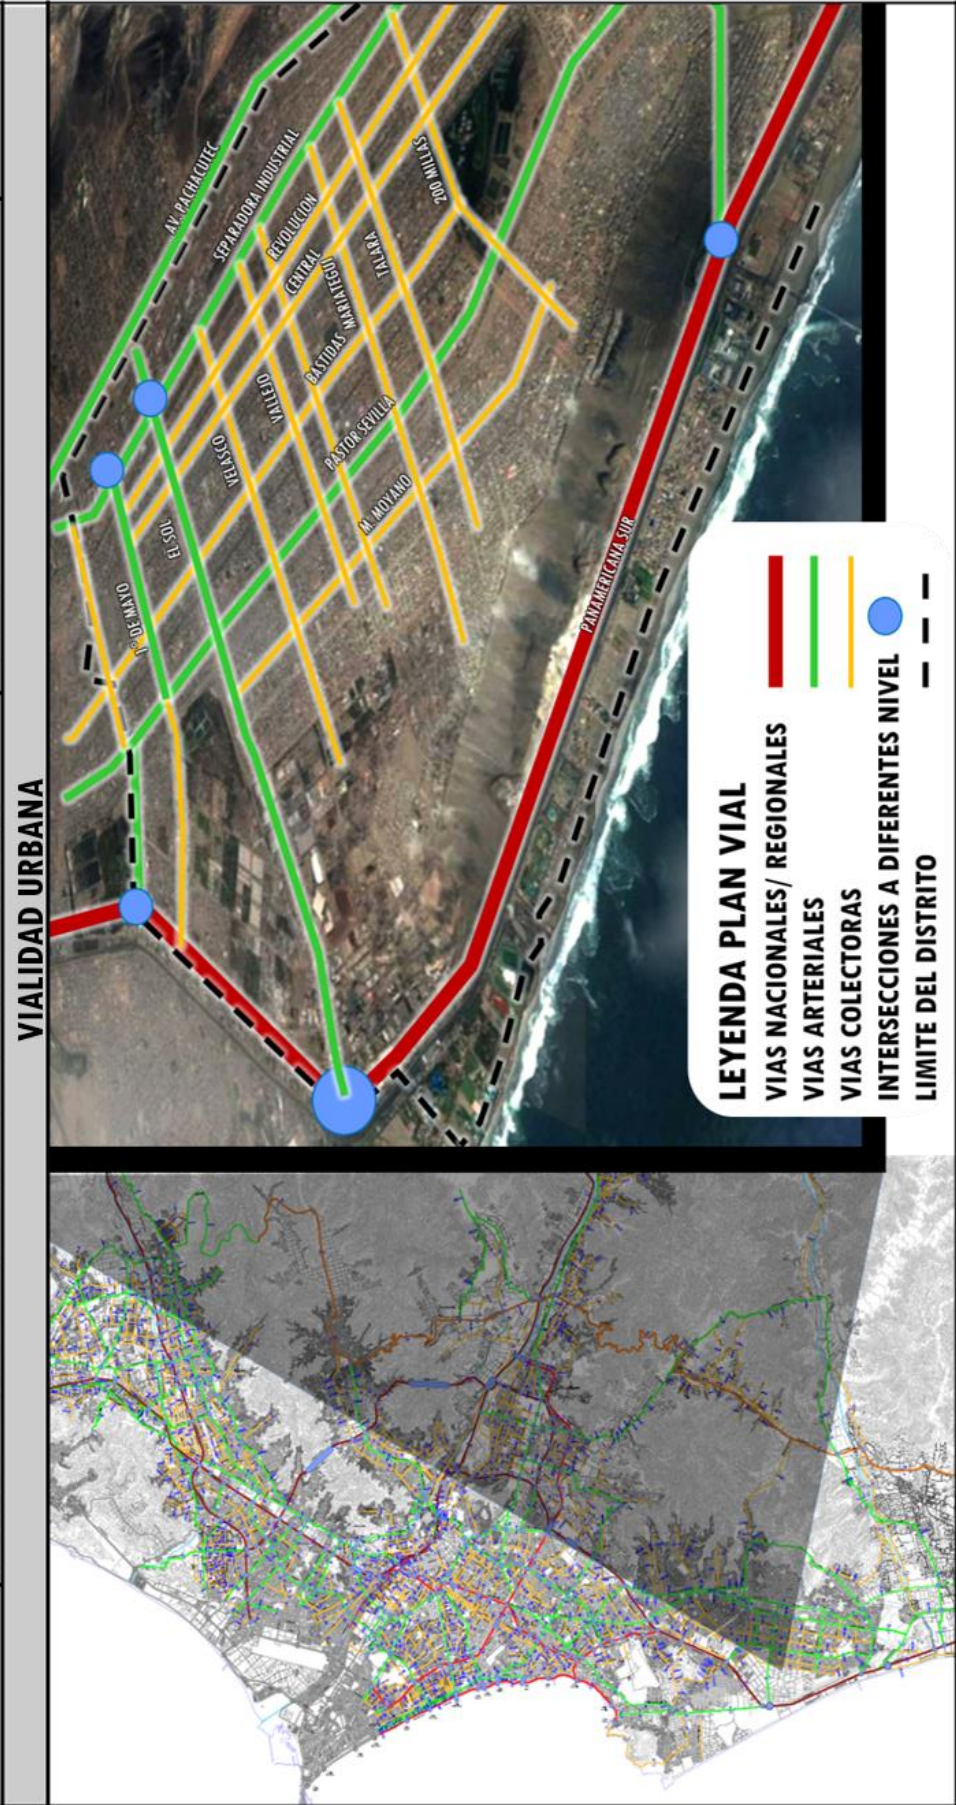 VIALIDAD URBANA
AV. PACHACUTEC
SEPARADORA INDUSTRIAL
REVOLUCION
CENTRAL
MARIATEGUI
TALARA
200 MILLAS
BASTIDAS
VALLEJO
VELASCO
PASTOR SEVILLA
M. MOYANO
EL SOL
1° DE MAYO
PANAMERICANA SUR
LEYENDA PLAN VIAL
VIAS NACIONALES/ REGIONALES
VIAS ARTERIALES
VIAS COLECTORAS
INTERSECCIONES A DIFERENTES NIVEL
LIMITE DEL DISTRITO